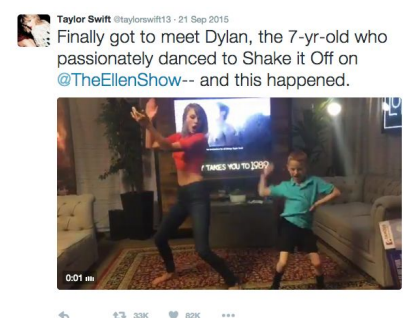 Taylor Swift @taylorswift13 · 21 Sep 2015
Finally got to meet Dylan, the 7-yr-old who
passionately danced to Shake it Off on
@TheEllenShow-- and this happened.
TAKES YOU TO 1989
0:01
33K 82K